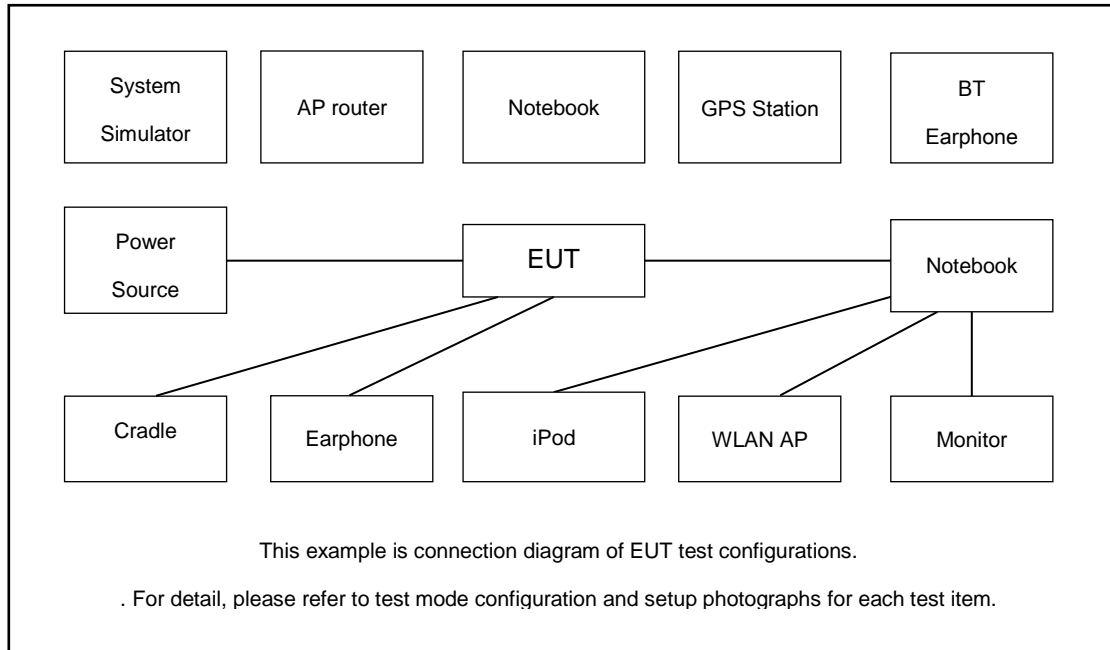 System
Simulator
AP router
Notebook
GPS Station
BT
Earphone
Power
Source
EUT
Notebook
Cradle
Earphone
iPod
WLAN AP
Monitor
This example is connection diagram of EUT test configurations.
. For detail, please refer to test mode configuration and setup photographs for each test item.